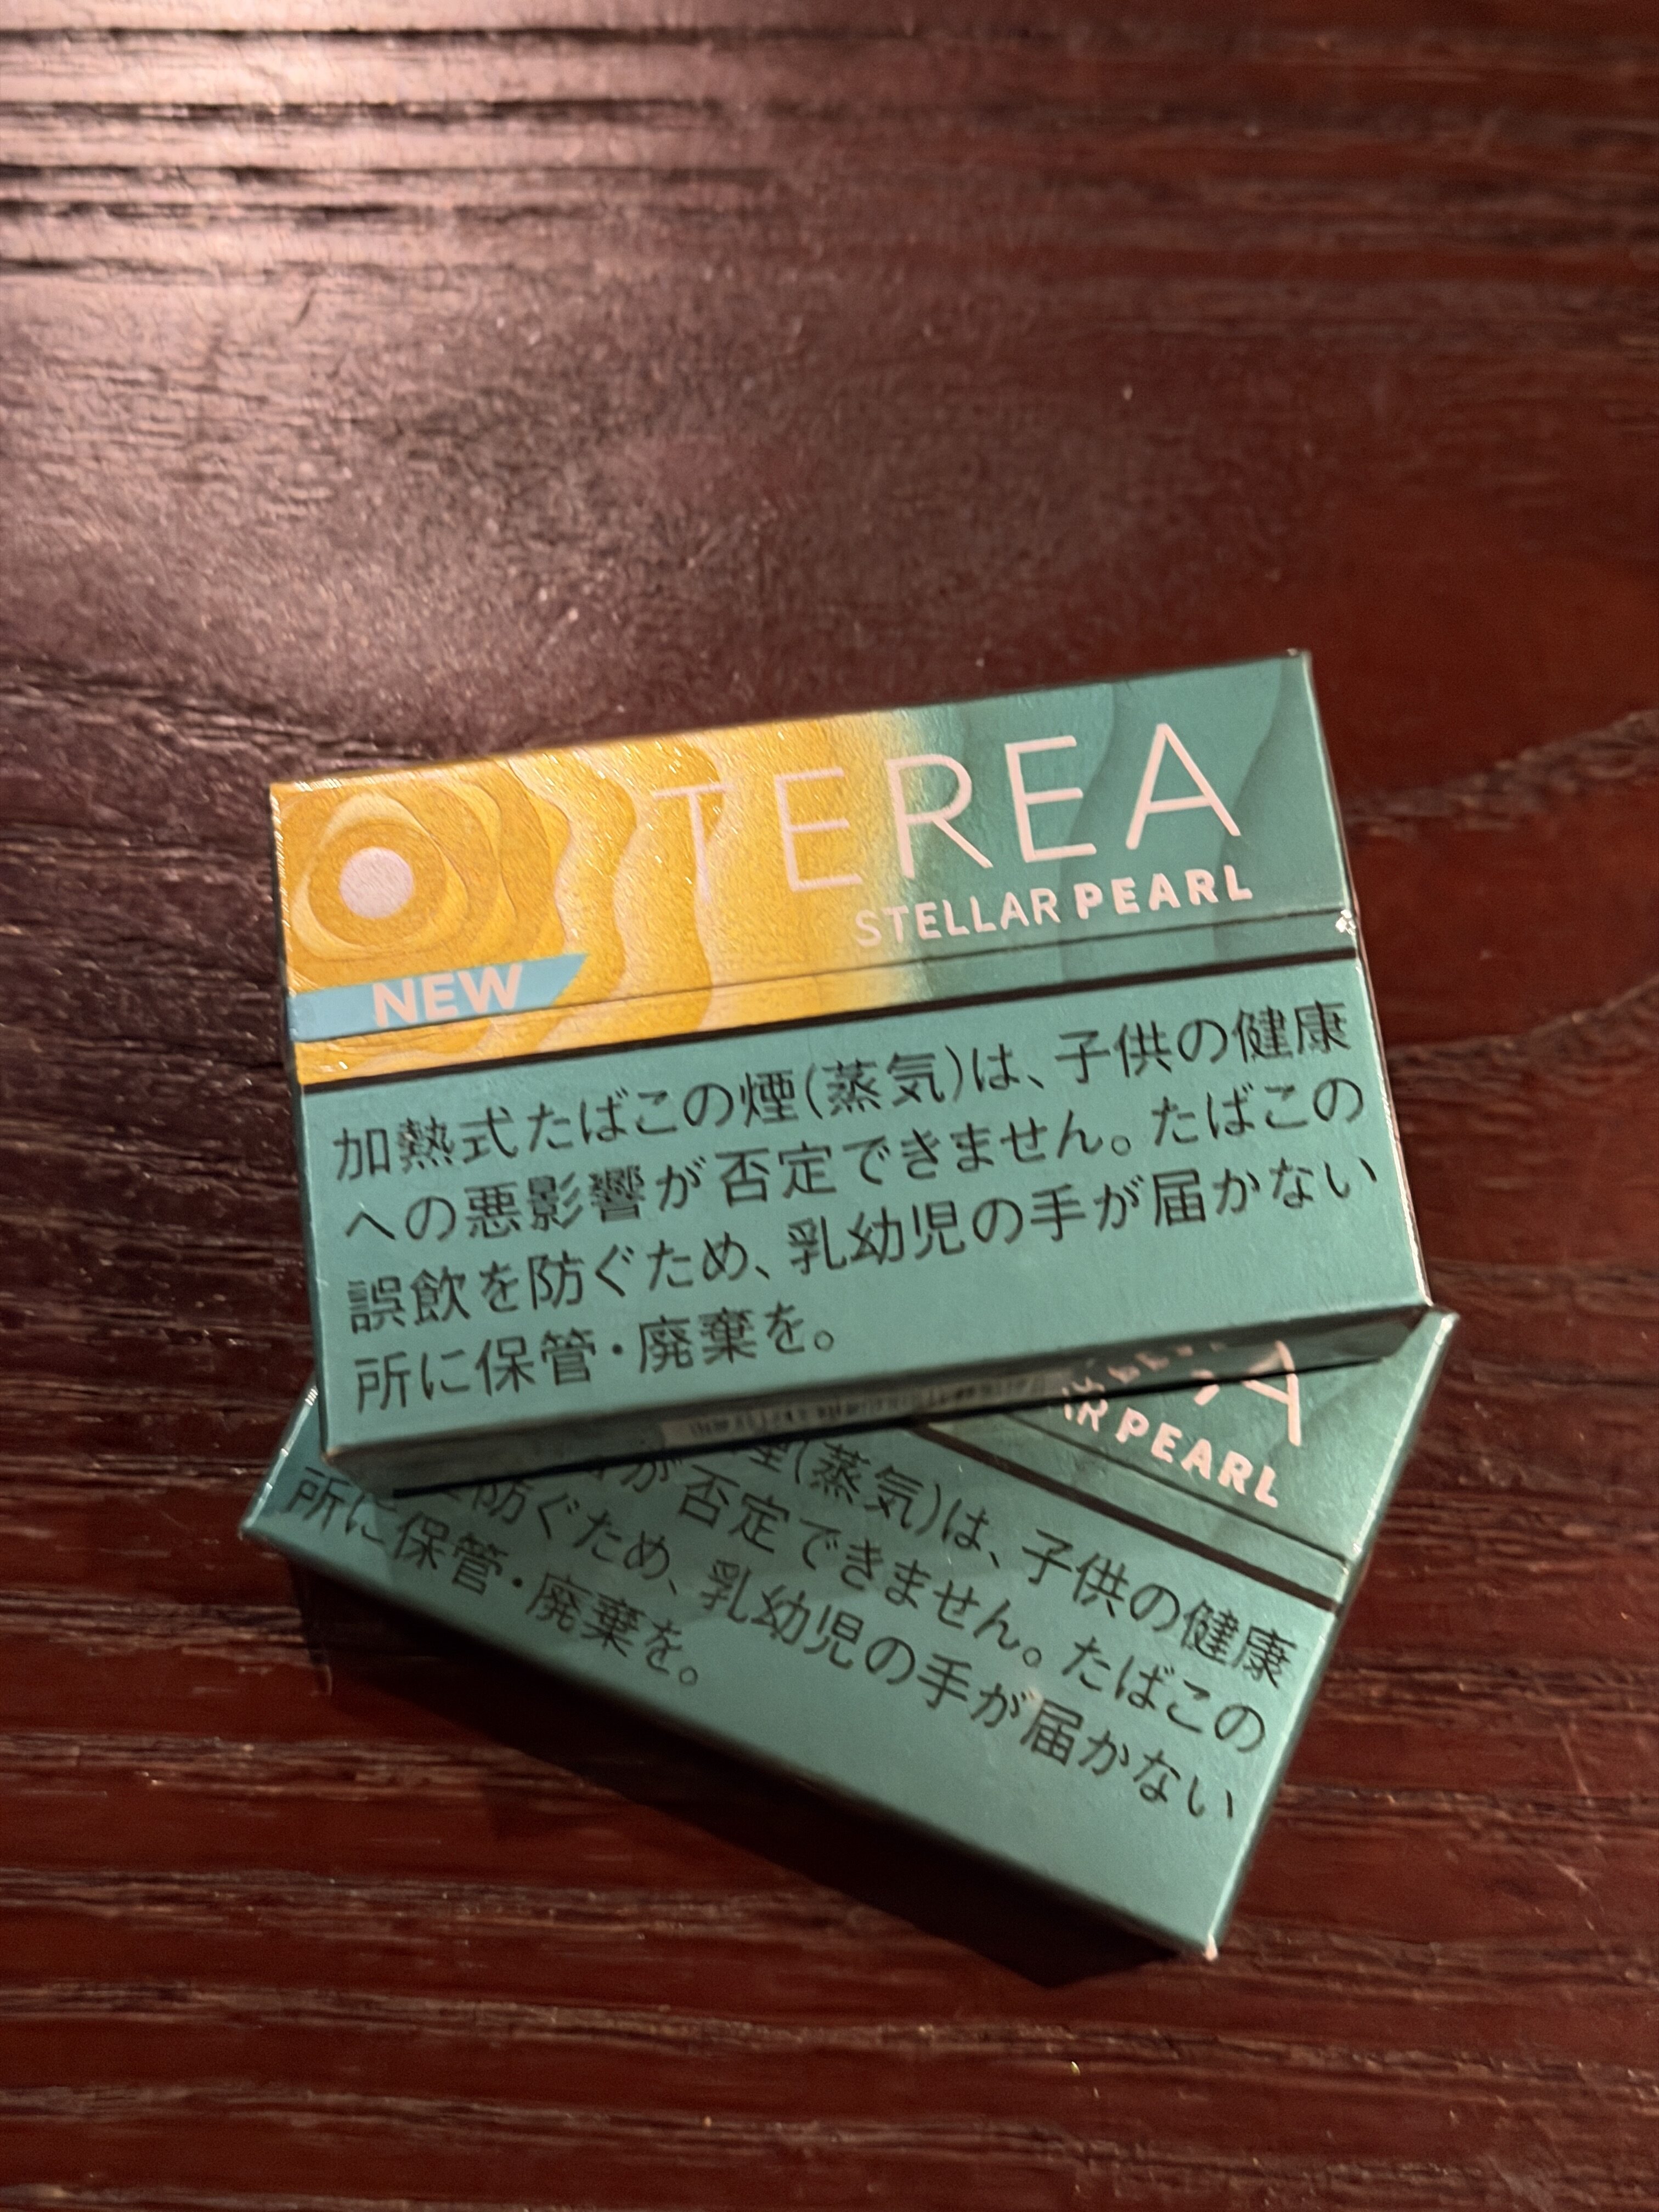 TEREA
STELLAR PEARL
NEW
加熱式たばこの煙(蒸気)は、子供の健康
への悪影響が否定できません。たばこの
誤飲を防ぐため、乳幼児の手が届かない
所に保管・廃棄を。
A
AR PEARL
(蒸気)は、子供の健康
が否定できません。たばこの
防ぐため、乳幼児の手が届かない
所に保管・廃棄を。